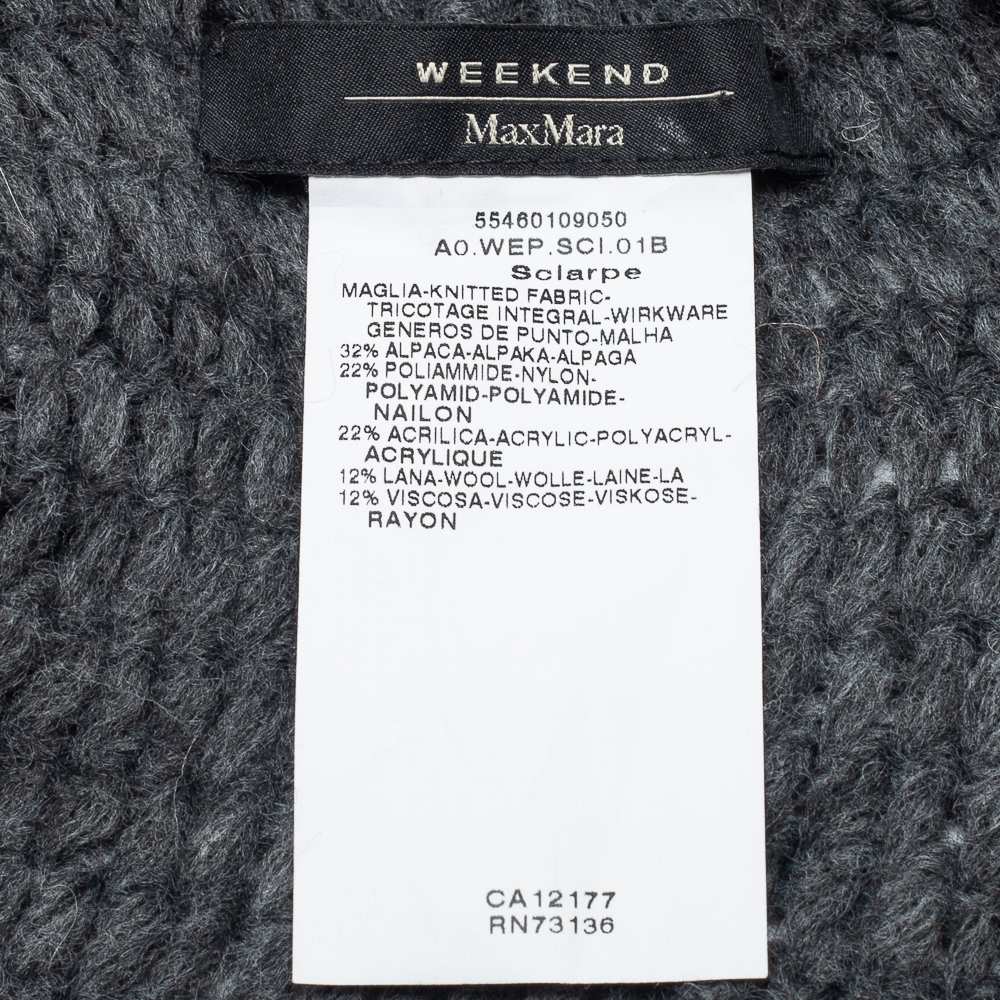 WEEKEND
MaxMara
55460109050
A0.WEP.SCI.01B
Sciarpe
MAGLIA-KNITTED FABRIC-
TRICOTAGE INTEGRAL-WIRKWARE
GENEROS DE PUNTO-MALHA
32% ALPACA-ALPAKA-ALPAGA
22% POLIAMMIDE-NYLON-
POLYAMID-POLYAMIDE-
NAILON
22% ACRILICA-ACRYLIC-POLYACRYL-
ACRYLIQUE
12% LANA-WOOL-WOLLE-LAINE-LA
12% VISCOSA-VISCOSE-VISKOSE-
RAYON
CA12177
RN73136